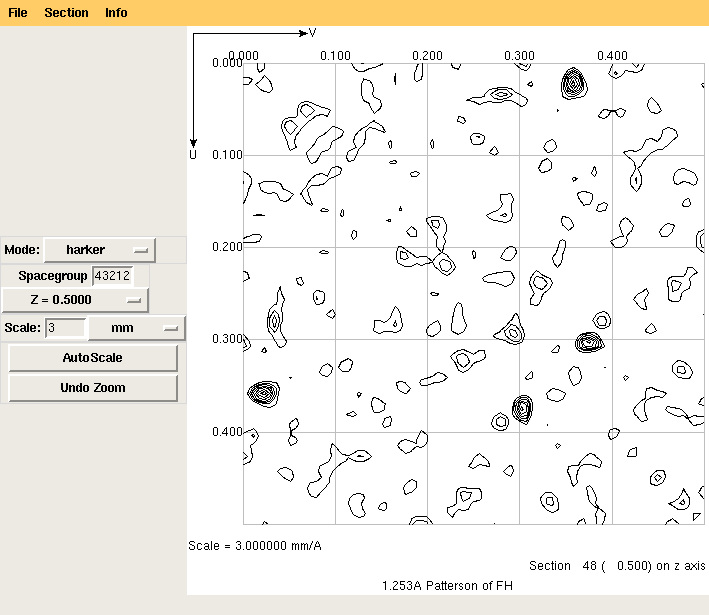 File Section Info
V
0.000 0.100 0.200 0.300 0.400
0.000
U 0.100
0.200
Mode: harker
Spacegroup 43212
Z = 0.5000
Scale: 3 mm
0.300
AutoScale
Undo Zoom
0.400
Scale = 3.000000 mm/A
Section 48 ( 0.500) on z axis
1.253A Patterson of FH